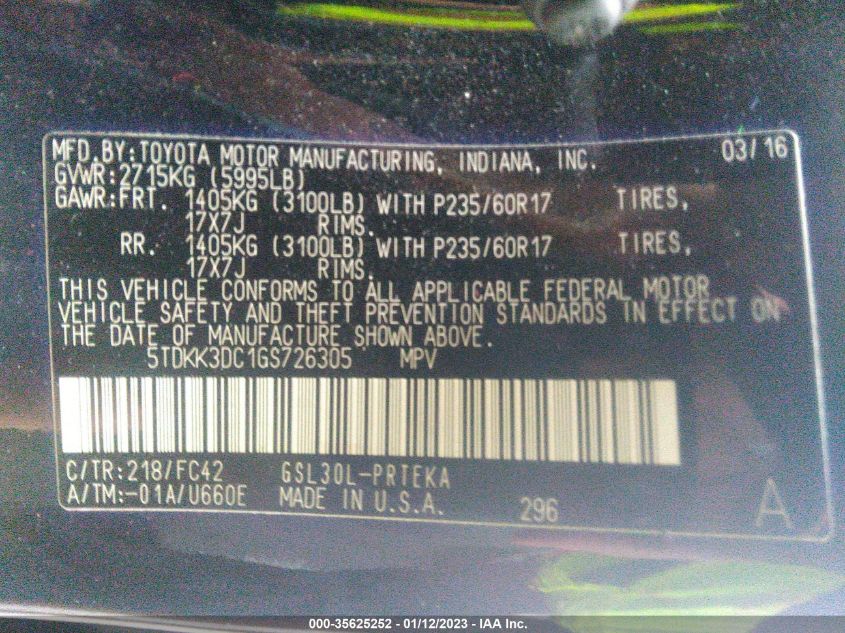 MFD.BY:TOYOTA MOTOR MANUFACTURING, INDIANA, INC. 03/16
GVWR:2715KG (5995LB)
GAWR:FRT. 1405KG (3100LB) WITH P235/60R17 TIRES,
17X7J RIMS.
RR. 1405KG (3100LB) WITH P235/60R17 TIRES,
17X7J RIMS.
THIS VEHICLE CONFORMS TO ALL APPLICABLE FEDERAL MOTOR
VEHICLE SAFETY AND THEFT PREVENTION STANDARDS IN EFFECT ON
THE DATE OF MANUFACTURE SHOWN ABOVE.
5TDKK3DC1GS726305 MPV
C/TR:218/FC42 GSL30L-PRTEKA
A/TM:-01A/U660E MADE IN U.S.A. 296 A
000-35625252 - 01/12/2023 - IAA Inc.